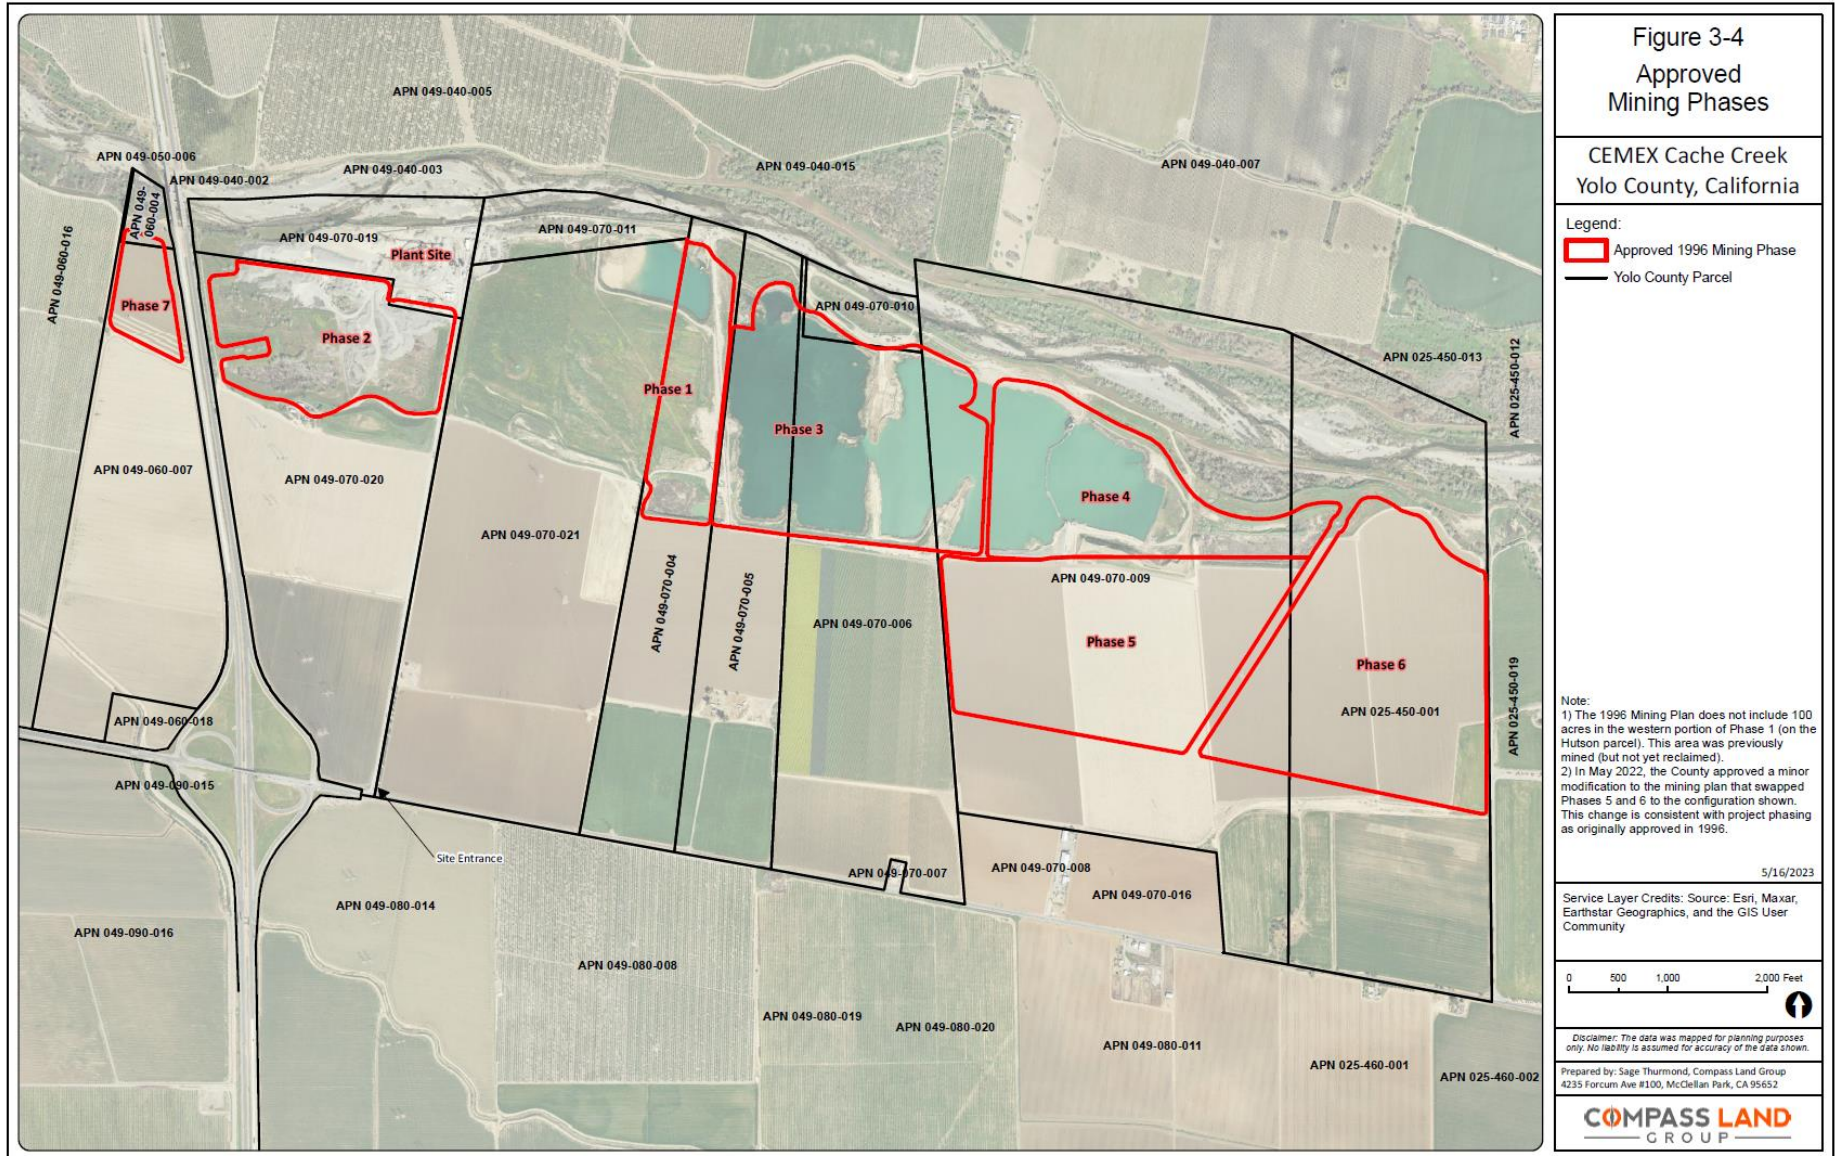 APN 049-040-005
APN 049-050-006
APN 049-040-002
APN 049-040-003
APN 049-040-015
APN 049-040-007
APN 049-
060-004
APN 049-060-016
APN 049-070-019
Plant Site
APN 049-070-011
Phase 7
Phase 2
APN 049-070-010
APN 025-450-013
APN 025-450-012
Phase 1
Phase 3
APN 049-060-007
APN 049-070-020
Phase 4
APN 049-070-021
APN 049-070-004
APN 049-070-005
APN 049-070-006
APN 049-070-009
Phase 5
Phase 6
APN 025-450-001
APN 025-450-019
APN 049-060-018
APN 049-090-015
Site Entrance
APN 049-070-007
APN 049-070-008
APN 049-070-016
APN 049-080-014
APN 049-090-016
APN 049-080-008
APN 049-080-019
APN 049-080-020
APN 049-080-011
APN 025-460-001
APN 025-460-002
Figure 3-4
Approved
Mining Phases
CEMEX Cache Creek
Yolo County, California
Legend:
Approved 1996 Mining Phase
Yolo County Parcel
Note:
1) The 1996 Mining Plan does not include 100
acres in the western portion of Phase 1 (on the
Hutson parcel). This area was previously
mined (but not yet reclaimed).
2) In May 2022, the County approved a minor
modification to the mining plan that swapped
Phases 5 and 6 to the configuration shown.
This change is consistent with project phasing
as originally approved in 1996.
5/16/2023
Service Layer Credits: Source: Esri, Maxar,
Earthstar Geographics, and the GIS User
Community
0 500 1,000 2,000 Feet
Disclaimer: The data was mapped for planning purposes
only. No liability is assumed for accuracy of the data shown.
Prepared by: Sage Thurmond, Compass Land Group
4235 Forcum Ave #100, McClellan Park, CA 95652
COMPASS LAND
GROUP